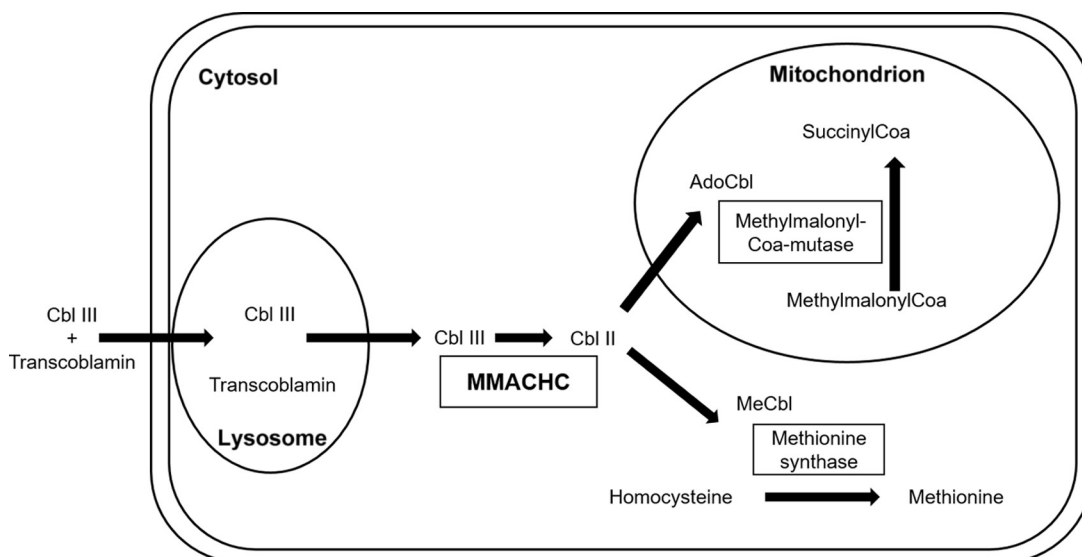 Cytosol
Mitochondrion
SuccinylCoa
AdoCbl
Methylmalonyl-
Coa-mutase
MethylmalonylCoa
Cbl III
+
Transcoblamin
Cbl III
Transcoblamin
Lysosome
Cbl III
Cbl II
MMACHC
MeCbl
Methionine
synthase
Homocysteine
Methionine